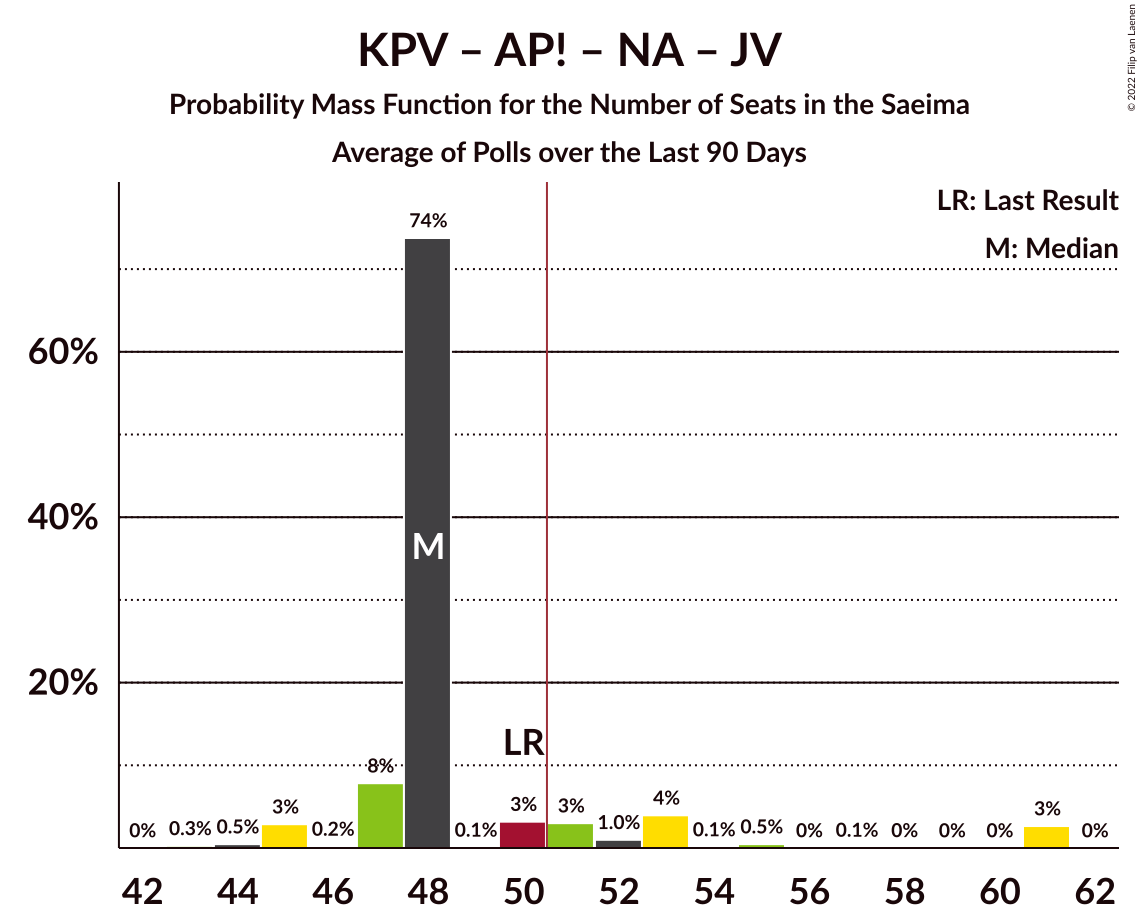 KPV – AP! – NA – JV
Probability Mass Function for the Number of Seats in the Saeima
Average of Polls over the Last 90 Days
© 2022 Filip van Laenen
LR: Last Result
M: Median
60%
40%
20%
74%
M
LR
0% 0.3% 0.5% 3% 0.2% 8% 0.1% 3% 3% 1.0% 4% 0.1% 0.5% 0% 0.1% 0% 0% 0% 3% 0%
42 44 46 48 50 52 54 56 58 60 62